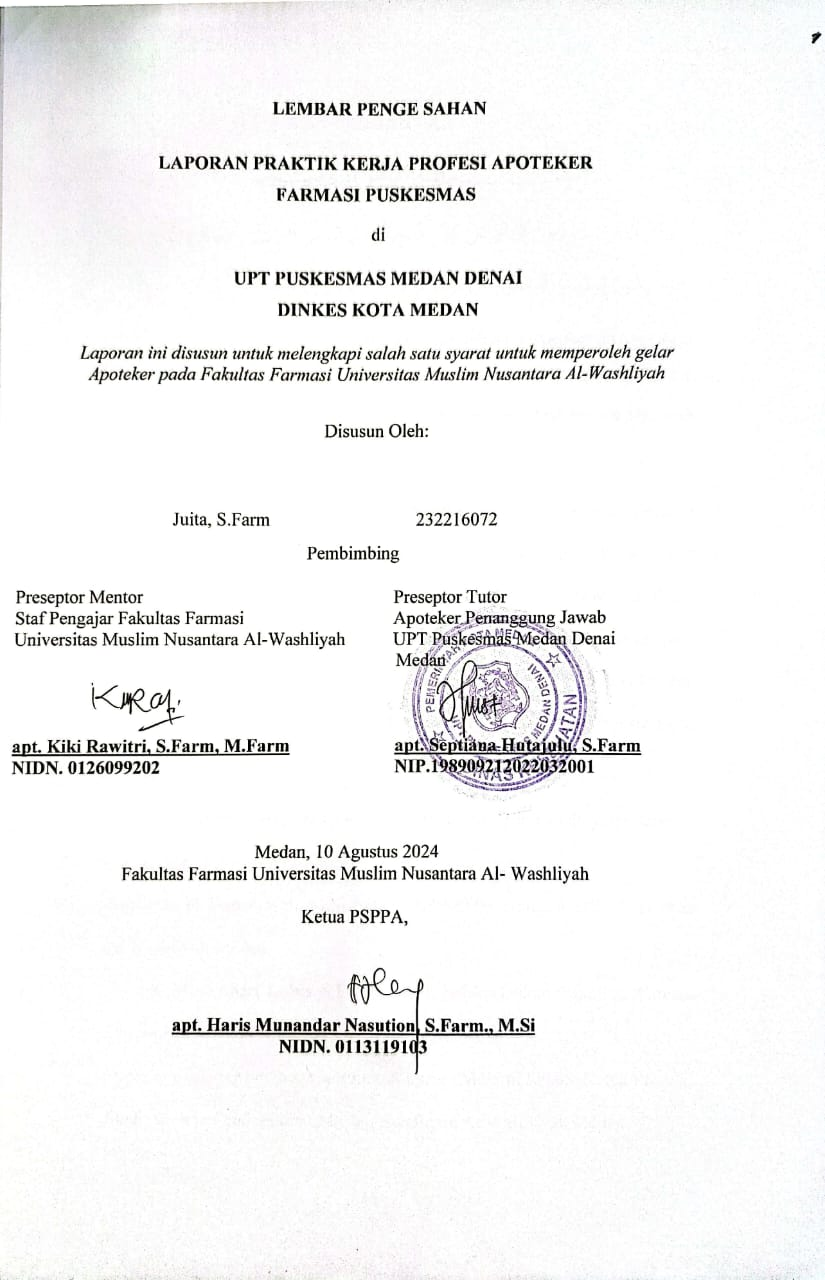 LEMBAR PENGE SAHAN
LAPORAN PRAKTIK KERJA PROFESI APOTEKER
FARMASI PUSKESMAS
di
UPT PUSKESMAS MEDAN DENAI
DINKES KOTA MEDAN
Laporan ini disusun untuk melengkapi salah satu syarat untuk memperoleh gelar
Apoteker pada Fakultas Farmasi Universitas Muslim Nusantara Al-Washliyah
Disusun Oleh:
Juita, S.Farm 232216072
Pembimbing
Preseptor Mentor
Staf Pengajar Fakultas Farmasi
Universitas Muslim Nusantara Al-Washliyah
apt. Kiki Rawitri, S.Farm, M.Farm
NIDN. 0126099202
Preseptor Tutor
Apoteker Penanggung Jawab
UPT Puskesmas Medan Denai
Medan
MEDAN DENAI
apt. Septiana Hutajulu, S.Farm
NIP.198909212022032001
Medan, 10 Agustus 2024
Fakultas Farmasi Universitas Muslim Nusantara Al- Washliyah
Ketua PSPPA,
apt. Haris Munandar Nasution, S.Farm., M.Si
NIDN. 0113119103